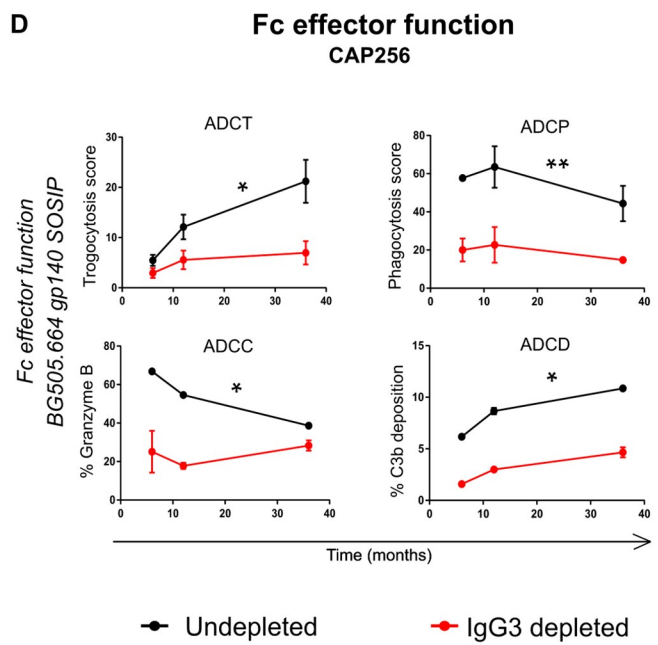 D
Fc effector function
CAP256
Fc effector function
BG505.664 gp140 SOSIP
ADCT
Trogocytosis score
30
20
10
0
0 10 20 30 40
*
ADCP
Phagocytosis score
80
60
40
20
0
0 10 20 30 40
**
ADCC
% Granzyme B
80
60
40
20
0
0 10 20 30 40
*
ADCD
% C3b deposition
15
10
5
0
0 10 20 30 40
*
Time (months)
Undepleted
IgG3 depleted